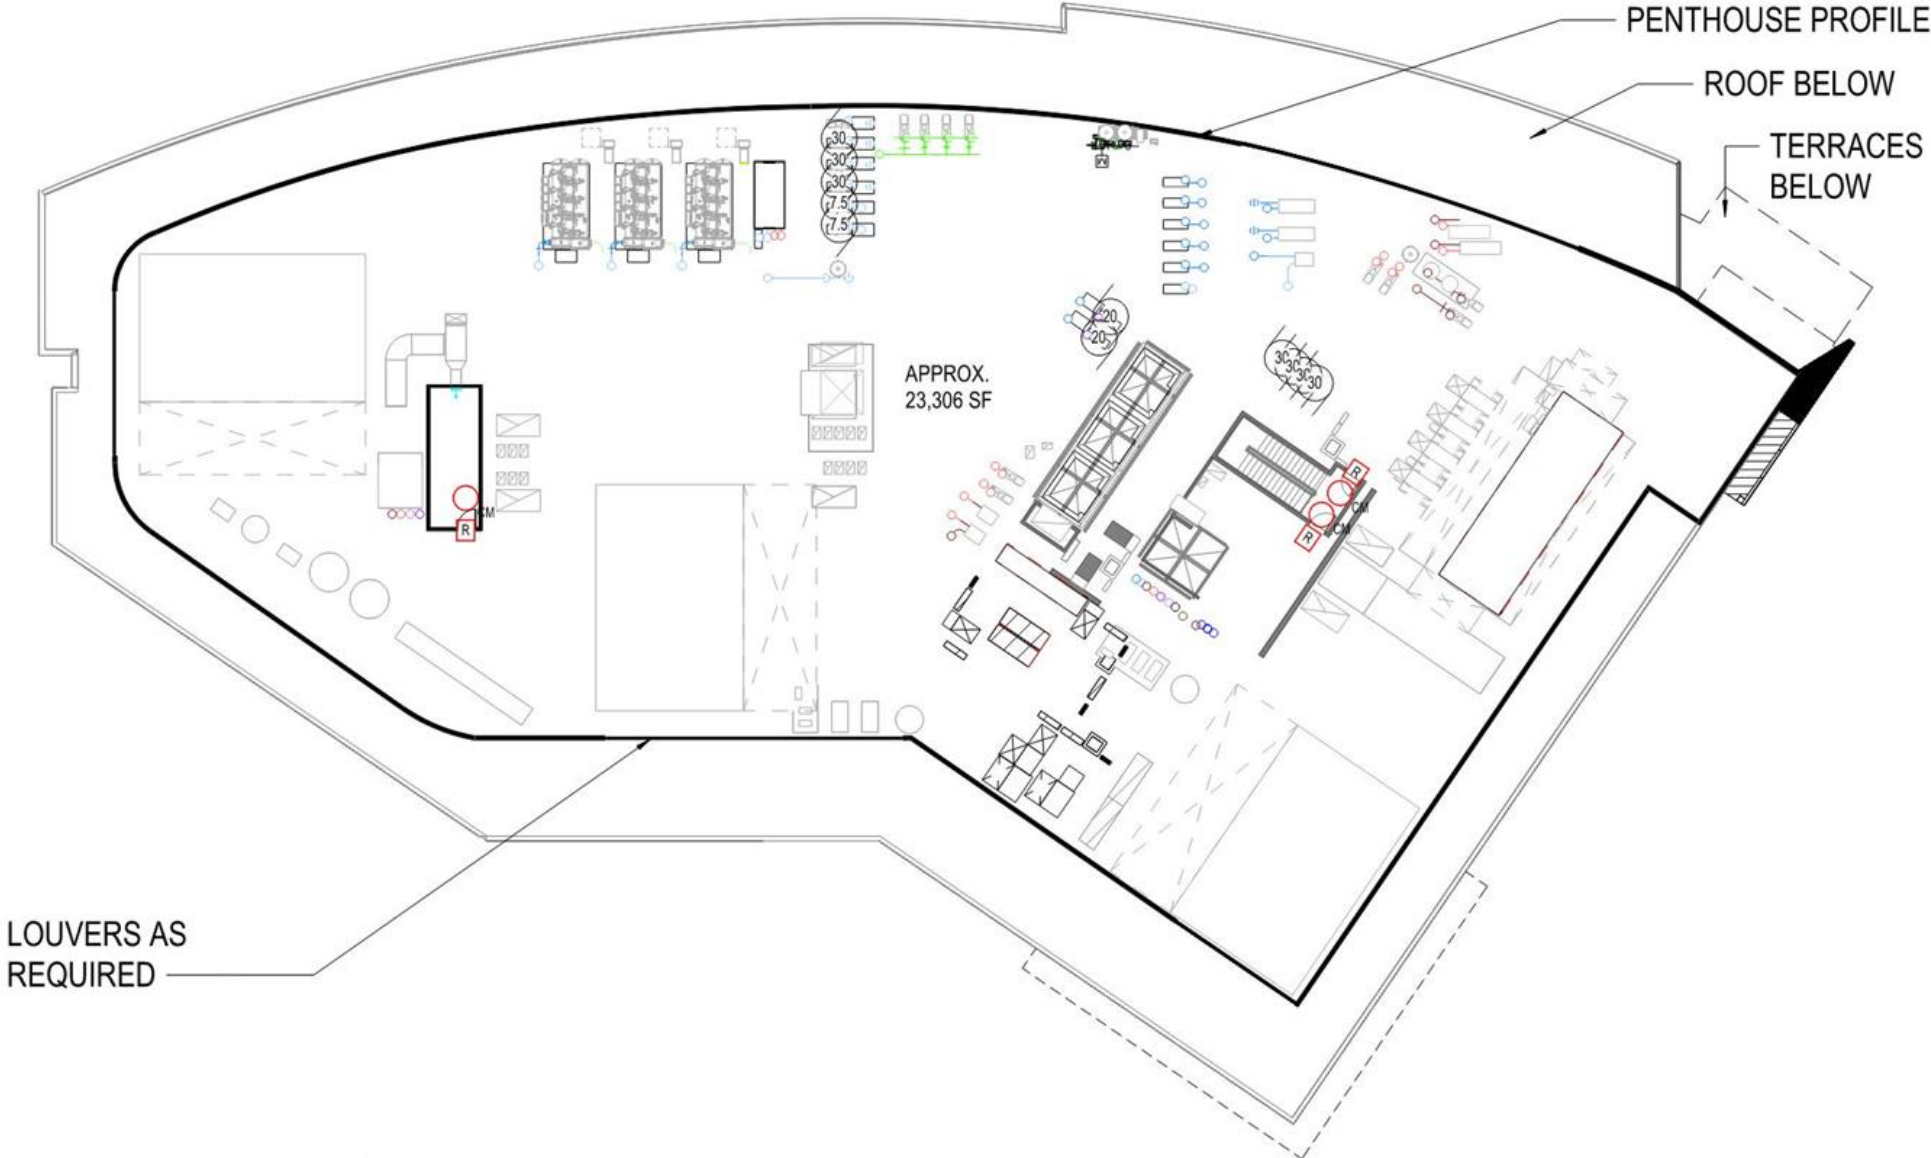 PENTHOUSE PROFILE
ROOF BELOW
TERRACES
BELOW
30
30
30
7.5
7.5
20
20
APPROX.
23,306 SF
30
30
30
30
R
CM
CM
R
CM
R
LOUVERS AS
REQUIRED